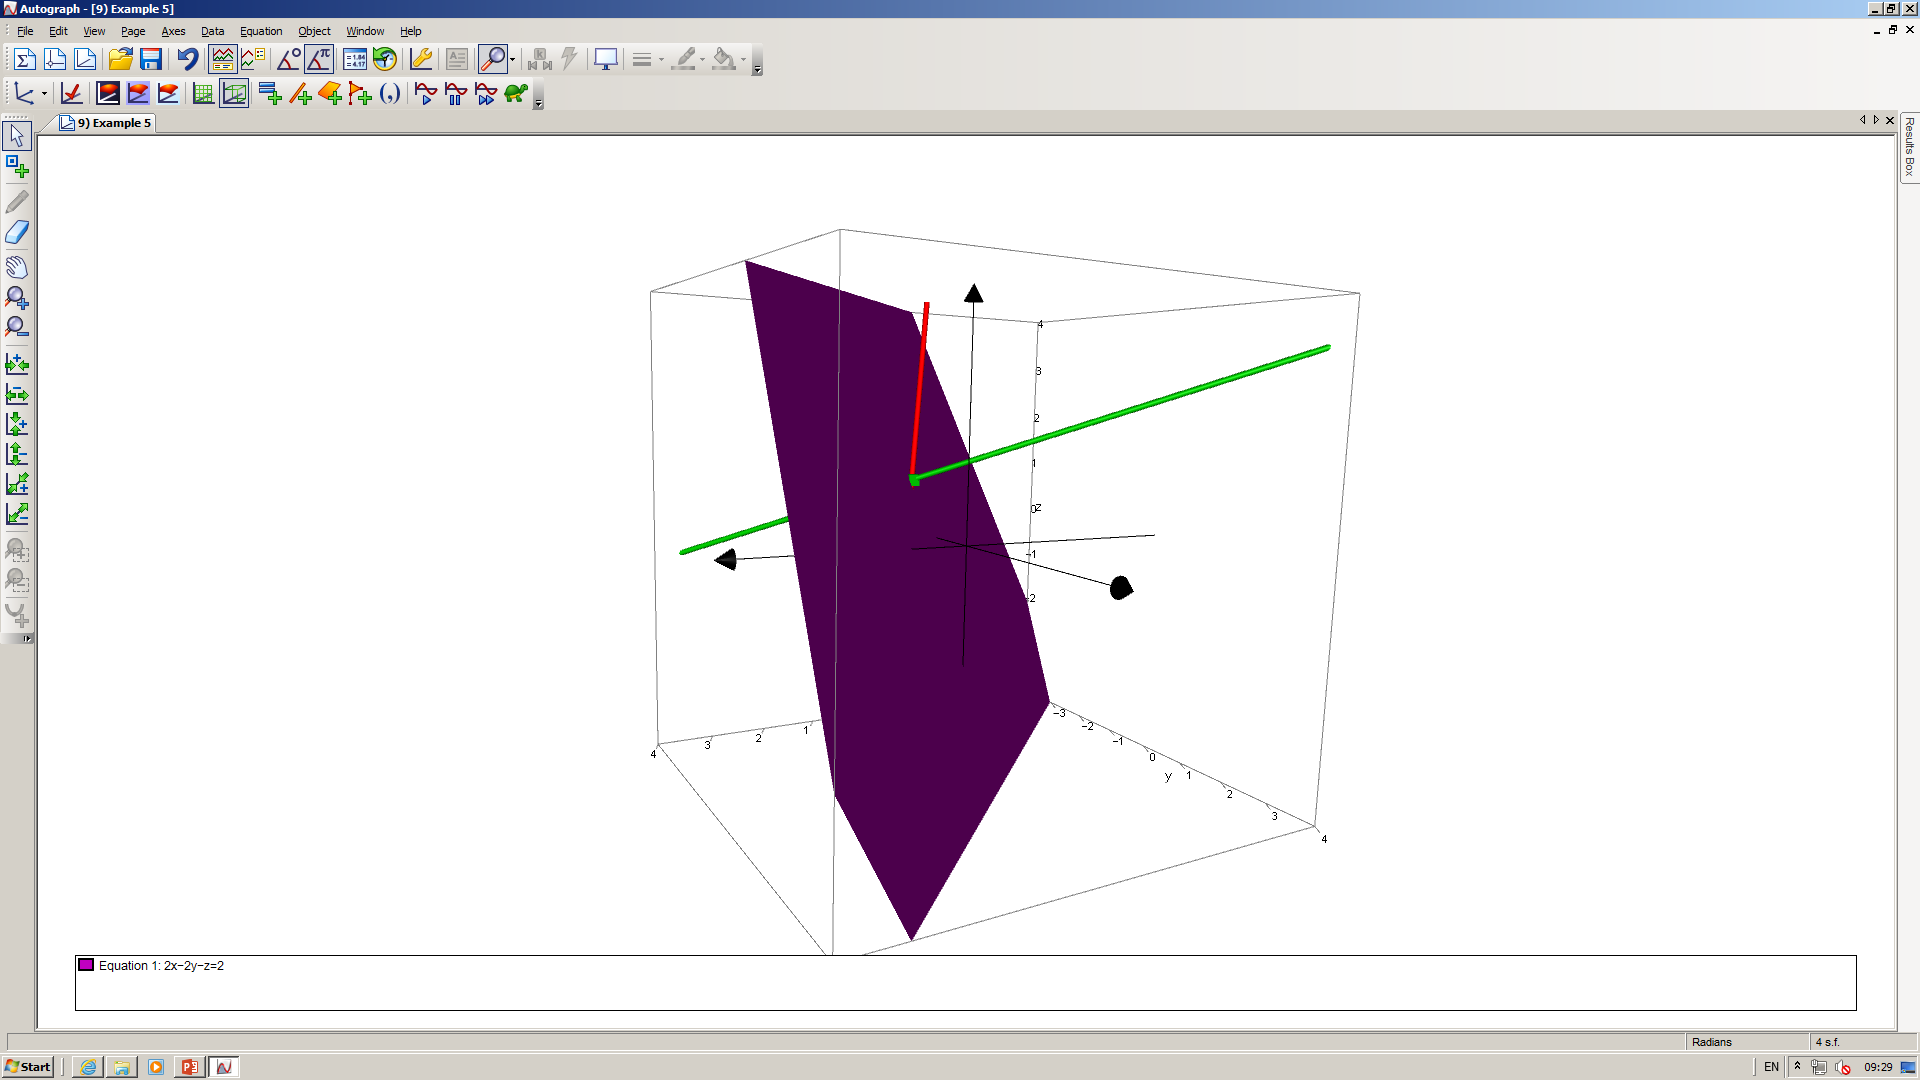 Autograph - [9) Example 5]
File Edit View Page Axes Data Equation Object Window Help
9) Example 5
Results Box
4
3
2
1
0 z
-1
-2
4 3 2 1
-3 -2 -1 0 1 2 3 4
y
Equation 1: 2x−2y−z=2
Radians 4 s.f.
Start EN 09:29